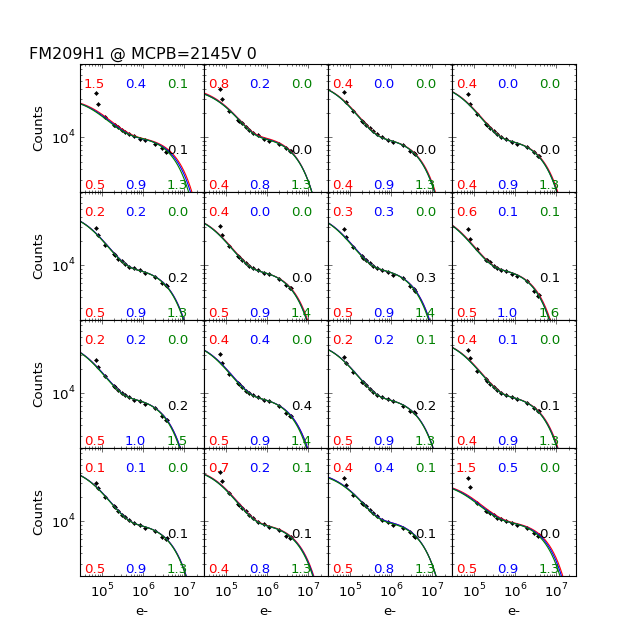 FM209H1 @ MCPB=2145V 0
1.5 0.4 0.1 0.8 0.2 0.0 0.4 0.0 0.0 0.4 0.0 0.0
Counts 10^4 0.1 0.0 0.0 0.0
0.5 0.9 1.3 0.4 0.8 1.3 0.4 0.9 1.3 0.4 0.9 1.3
0.2 0.2 0.0 0.4 0.0 0.0 0.3 0.3 0.0 0.6 0.1 0.1
Counts 10^4 0.2 0.0 0.3 0.1
0.5 0.9 1.3 0.5 0.9 1.4 0.5 0.9 1.4 0.5 1.0 1.6
0.2 0.2 0.0 0.4 0.4 0.0 0.2 0.2 0.1 0.4 0.1 0.0
Counts 10^4 0.2 0.4 0.2 0.1
0.5 1.0 1.5 0.5 0.9 1.4 0.5 0.9 1.3 0.4 0.9 1.3
0.1 0.1 0.0 0.7 0.2 0.1 0.4 0.4 0.1 1.5 0.5 0.0
Counts 10^4 0.1 0.1 0.1 0.0
0.5 0.9 1.3 0.4 0.8 1.3 0.5 0.8 1.3 0.5 0.9 1.3
10^5 10^6 10^7 10^5 10^6 10^7 10^5 10^6 10^7 10^5 10^6 10^7
e- e- e- e-